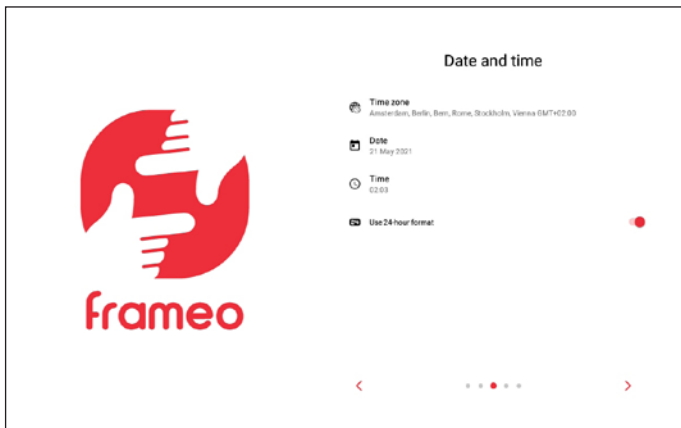 Date and time
Time zone
Amsterdam, Berlin, Bern, Rome, Stockholm, Vienna GMT+02:00
Date
21 May 2021
Time
02:03
Use 24-hour format
frameo